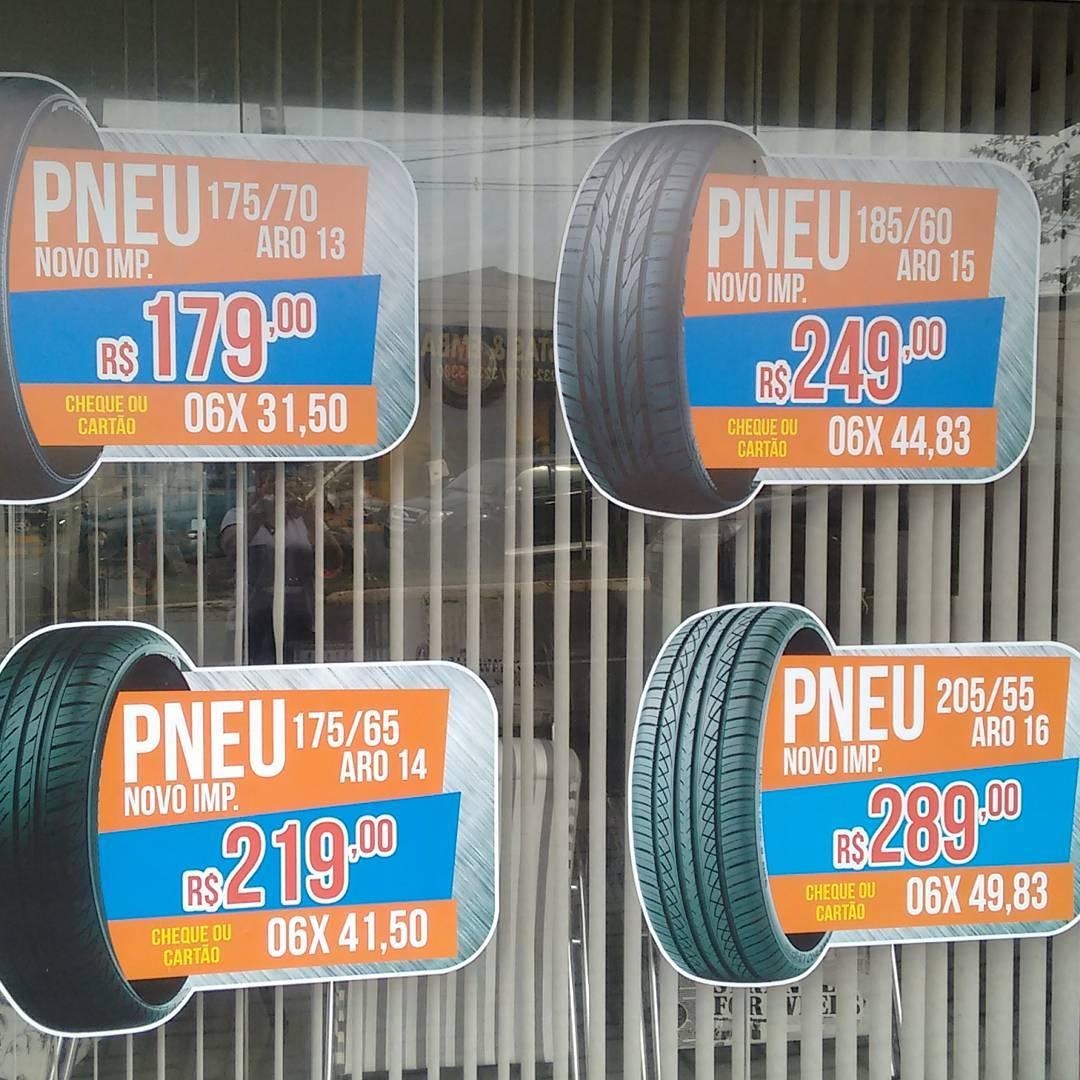 PNEU 175/70
ARO 13
NOVO IMP.
R$ 179,00
CHEQUE OU
CARTÃO
06X 31,50
PNEU 185/60
ARO 15
NOVO IMP.
R$ 249,00
CHEQUE OU
CARTÃO
06X 44,83
PNEU 175/65
ARO 14
NOVO IMP.
R$ 219,00
CHEQUE OU
CARTÃO
06X 41,50
PNEU 205/55
ARO 16
NOVO IMP.
R$ 289,00
CHEQUE OU
CARTÃO
06X 49,83
FOR WHEELS